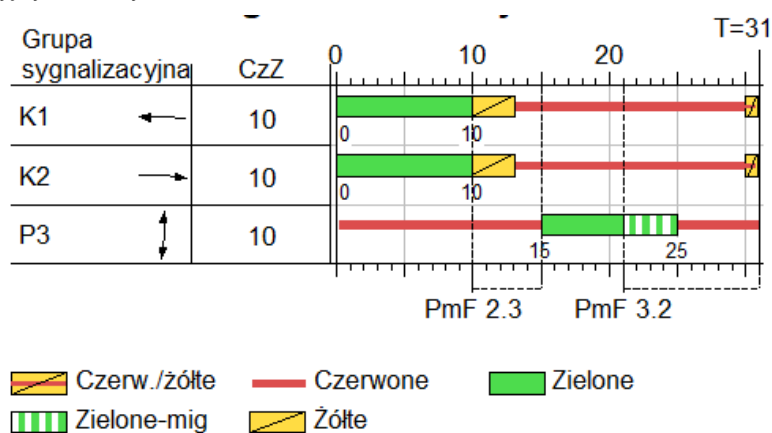 T=31
Grupa
sygnalizacyjna CzZ 0 10 20
K1 10 0 10
K2 10 0 10
P3 10 15 25
PmF 2.3 PmF 3.2
Czerw./żółte Czerwone Zielone
Zielone-mig Żółte